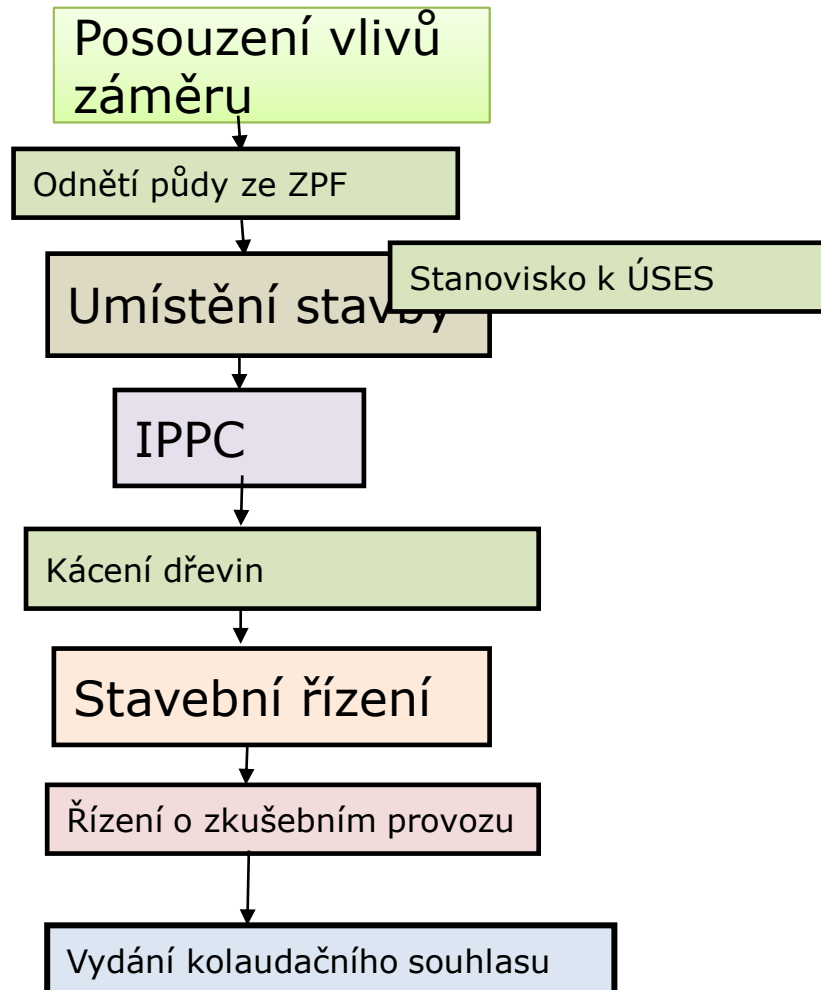 Posouzení vlivů
záměru
Odnětí půdy ze ZPF
Stanovisko k ÚSES
Umístění stavby
IPPC
Kácení dřevin
Stavební řízení
Řízení o zkušebním provozu
Vydání kolaudačního souhlasu